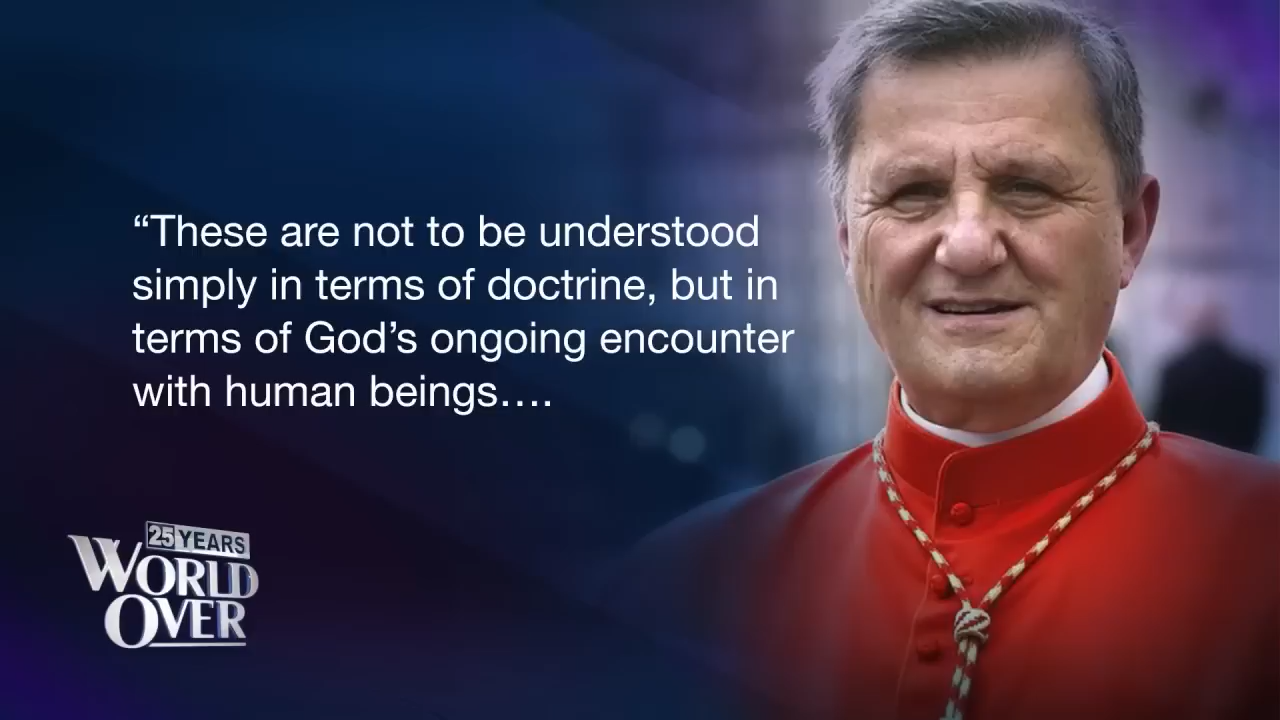 “These are not to be understood
simply in terms of doctrine, but in
terms of God’s ongoing encounter
with human beings….
25 YEARS
WORLD
OVER